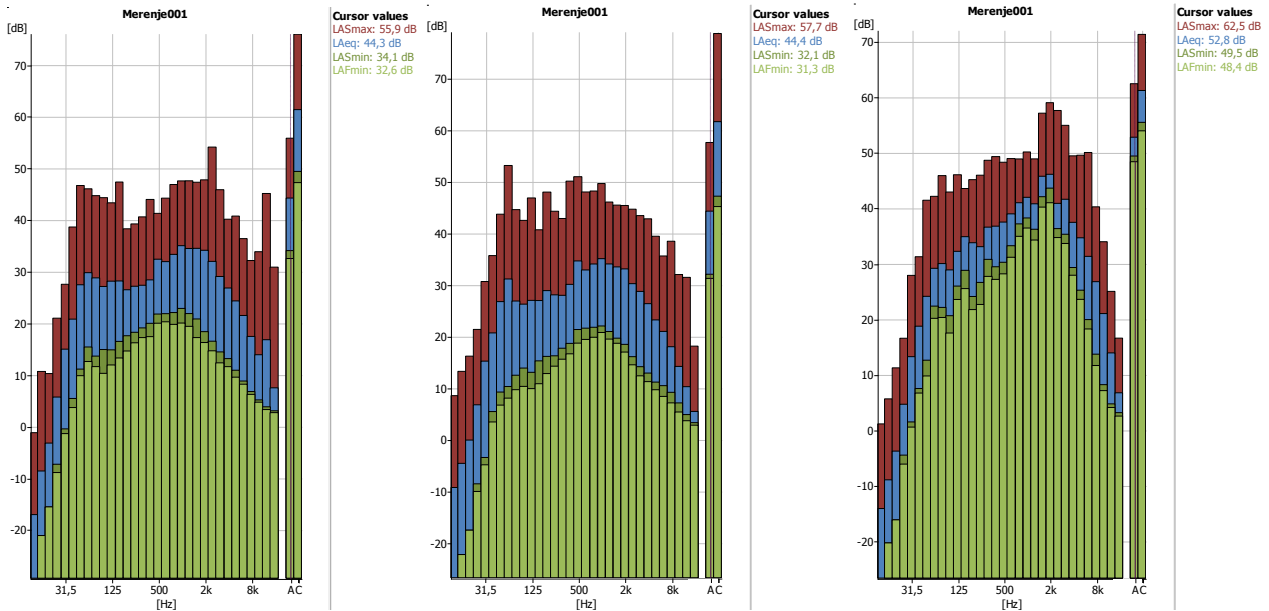 Merenje001
[dB]
70
60
50
40
30
20
10
0
-10
-20
31,5 125 500 2k 8k A C
[Hz]
Cursor values
LASmax: 55,9 dB
LAeq: 44,3 dB
LASmin: 34,1 dB
LAFmin: 32,6 dB
Merenje001
[dB]
70
60
50
40
30
20
10
0
-10
-20
31,5 125 500 2k 8k A C
[Hz]
Cursor values
LASmax: 57,7 dB
LAeq: 44,4 dB
LASmin: 32,1 dB
LAFmin: 31,3 dB
Merenje001
[dB]
70
60
50
40
30
20
10
0
-10
-20
31,5 125 500 2k 8k A C
[Hz]
Cursor values
LASmax: 62,5 dB
LAeq: 52,8 dB
LASmin: 49,5 dB
LAFmin: 48,4 dB